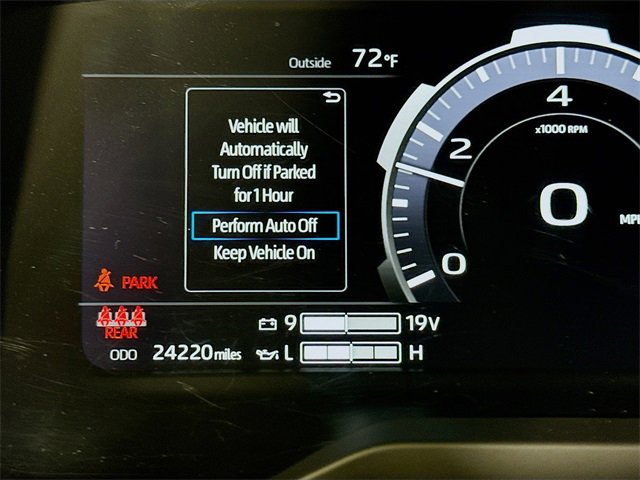 Outside 72°F
Vehicle will
Automatically
Turn Off if Parked
for 1 Hour
Perform Auto Off
Keep Vehicle On
4
x1000 RPM
2
0
MP
0
PARK
REAR
ODO 24220 miles
9 19V
L H